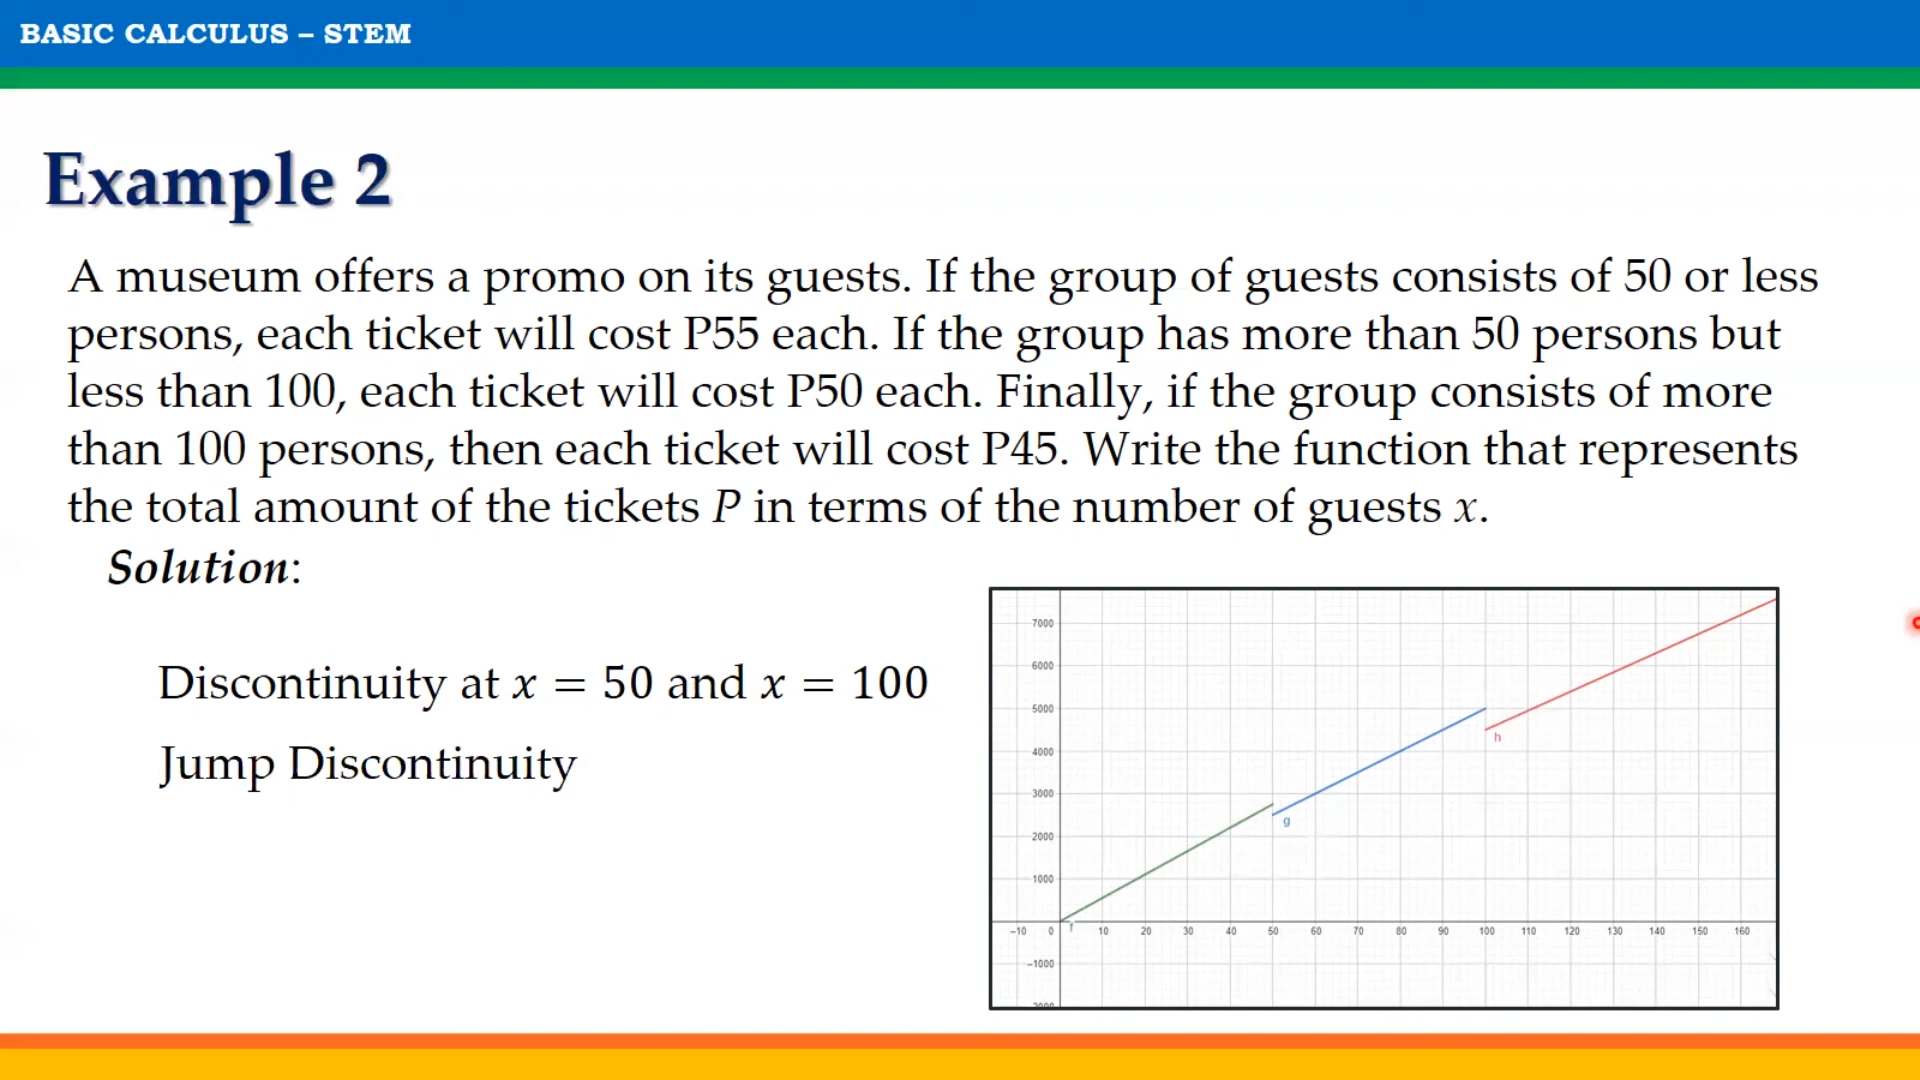 BASIC CALCULUS – STEM
Example 2
A museum offers a promo on its guests. If the group of guests consists of 50 or less
persons, each ticket will cost P55 each. If the group has more than 50 persons but
less than 100, each ticket will cost P50 each. Finally, if the group consists of more
than 100 persons, then each ticket will cost P45. Write the function that represents
the total amount of the tickets P in terms of the number of guests x.
Solution:
Discontinuity at x = 50 and x = 100
Jump Discontinuity
7000
6000
5000
4000
3000
2000
1000
–10 0 10 20 30 40 50 60 70 80 90 100 110 120 130 140 150 160
–1000
f
g
h